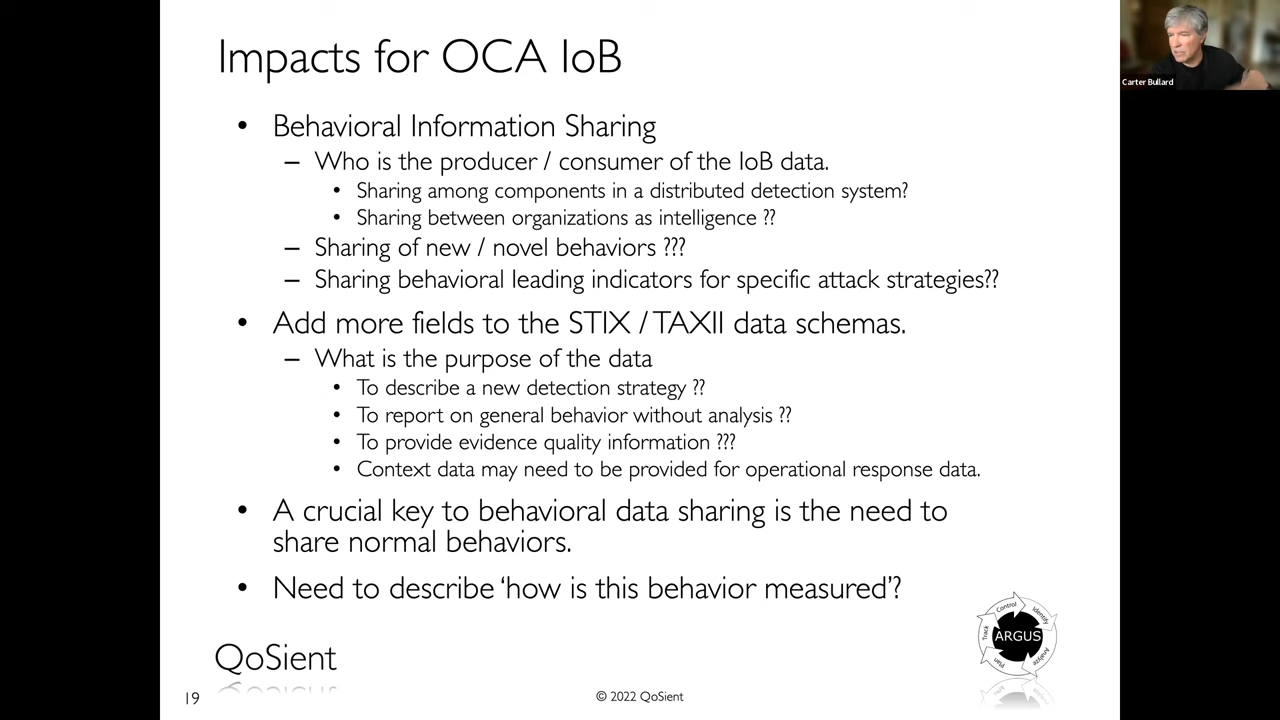 Impacts for OCA IoB
Carter Bullard
• Behavioral Information Sharing
– Who is the producer / consumer of the IoB data.
• Sharing among components in a distributed detection system?
• Sharing between organizations as intelligence ??
– Sharing of new / novel behaviors ???
– Sharing behavioral leading indicators for specific attack strategies??
• Add more fields to the STIX / TAXII data schemas.
– What is the purpose of the data
• To describe a new detection strategy ??
• To report on general behavior without analysis ??
• To provide evidence quality information ???
• Context data may need to be provided for operational response data.
• A crucial key to behavioral data sharing is the need to
share normal behaviors.
• Need to describe ‘how is this behavior measured’?
Control
Identify
Track
ARGUS
Plan
Analyze
QoSient
19
© 2022 QoSient